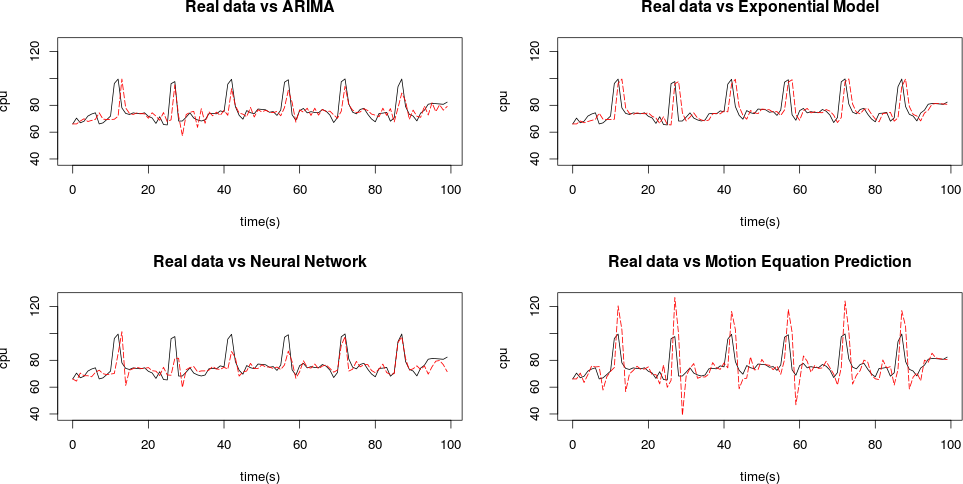 Real data vs ARIMA
Real data vs Exponential Model
120
80
60
40
cpu
0 20 40 60 80 100
time(s)
120
80
60
40
cpu
0 20 40 60 80 100
time(s)
Real data vs Neural Network
Real data vs Motion Equation Prediction
120
80
60
40
cpu
0 20 40 60 80 100
time(s)
120
80
60
40
cpu
0 20 40 60 80 100
time(s)